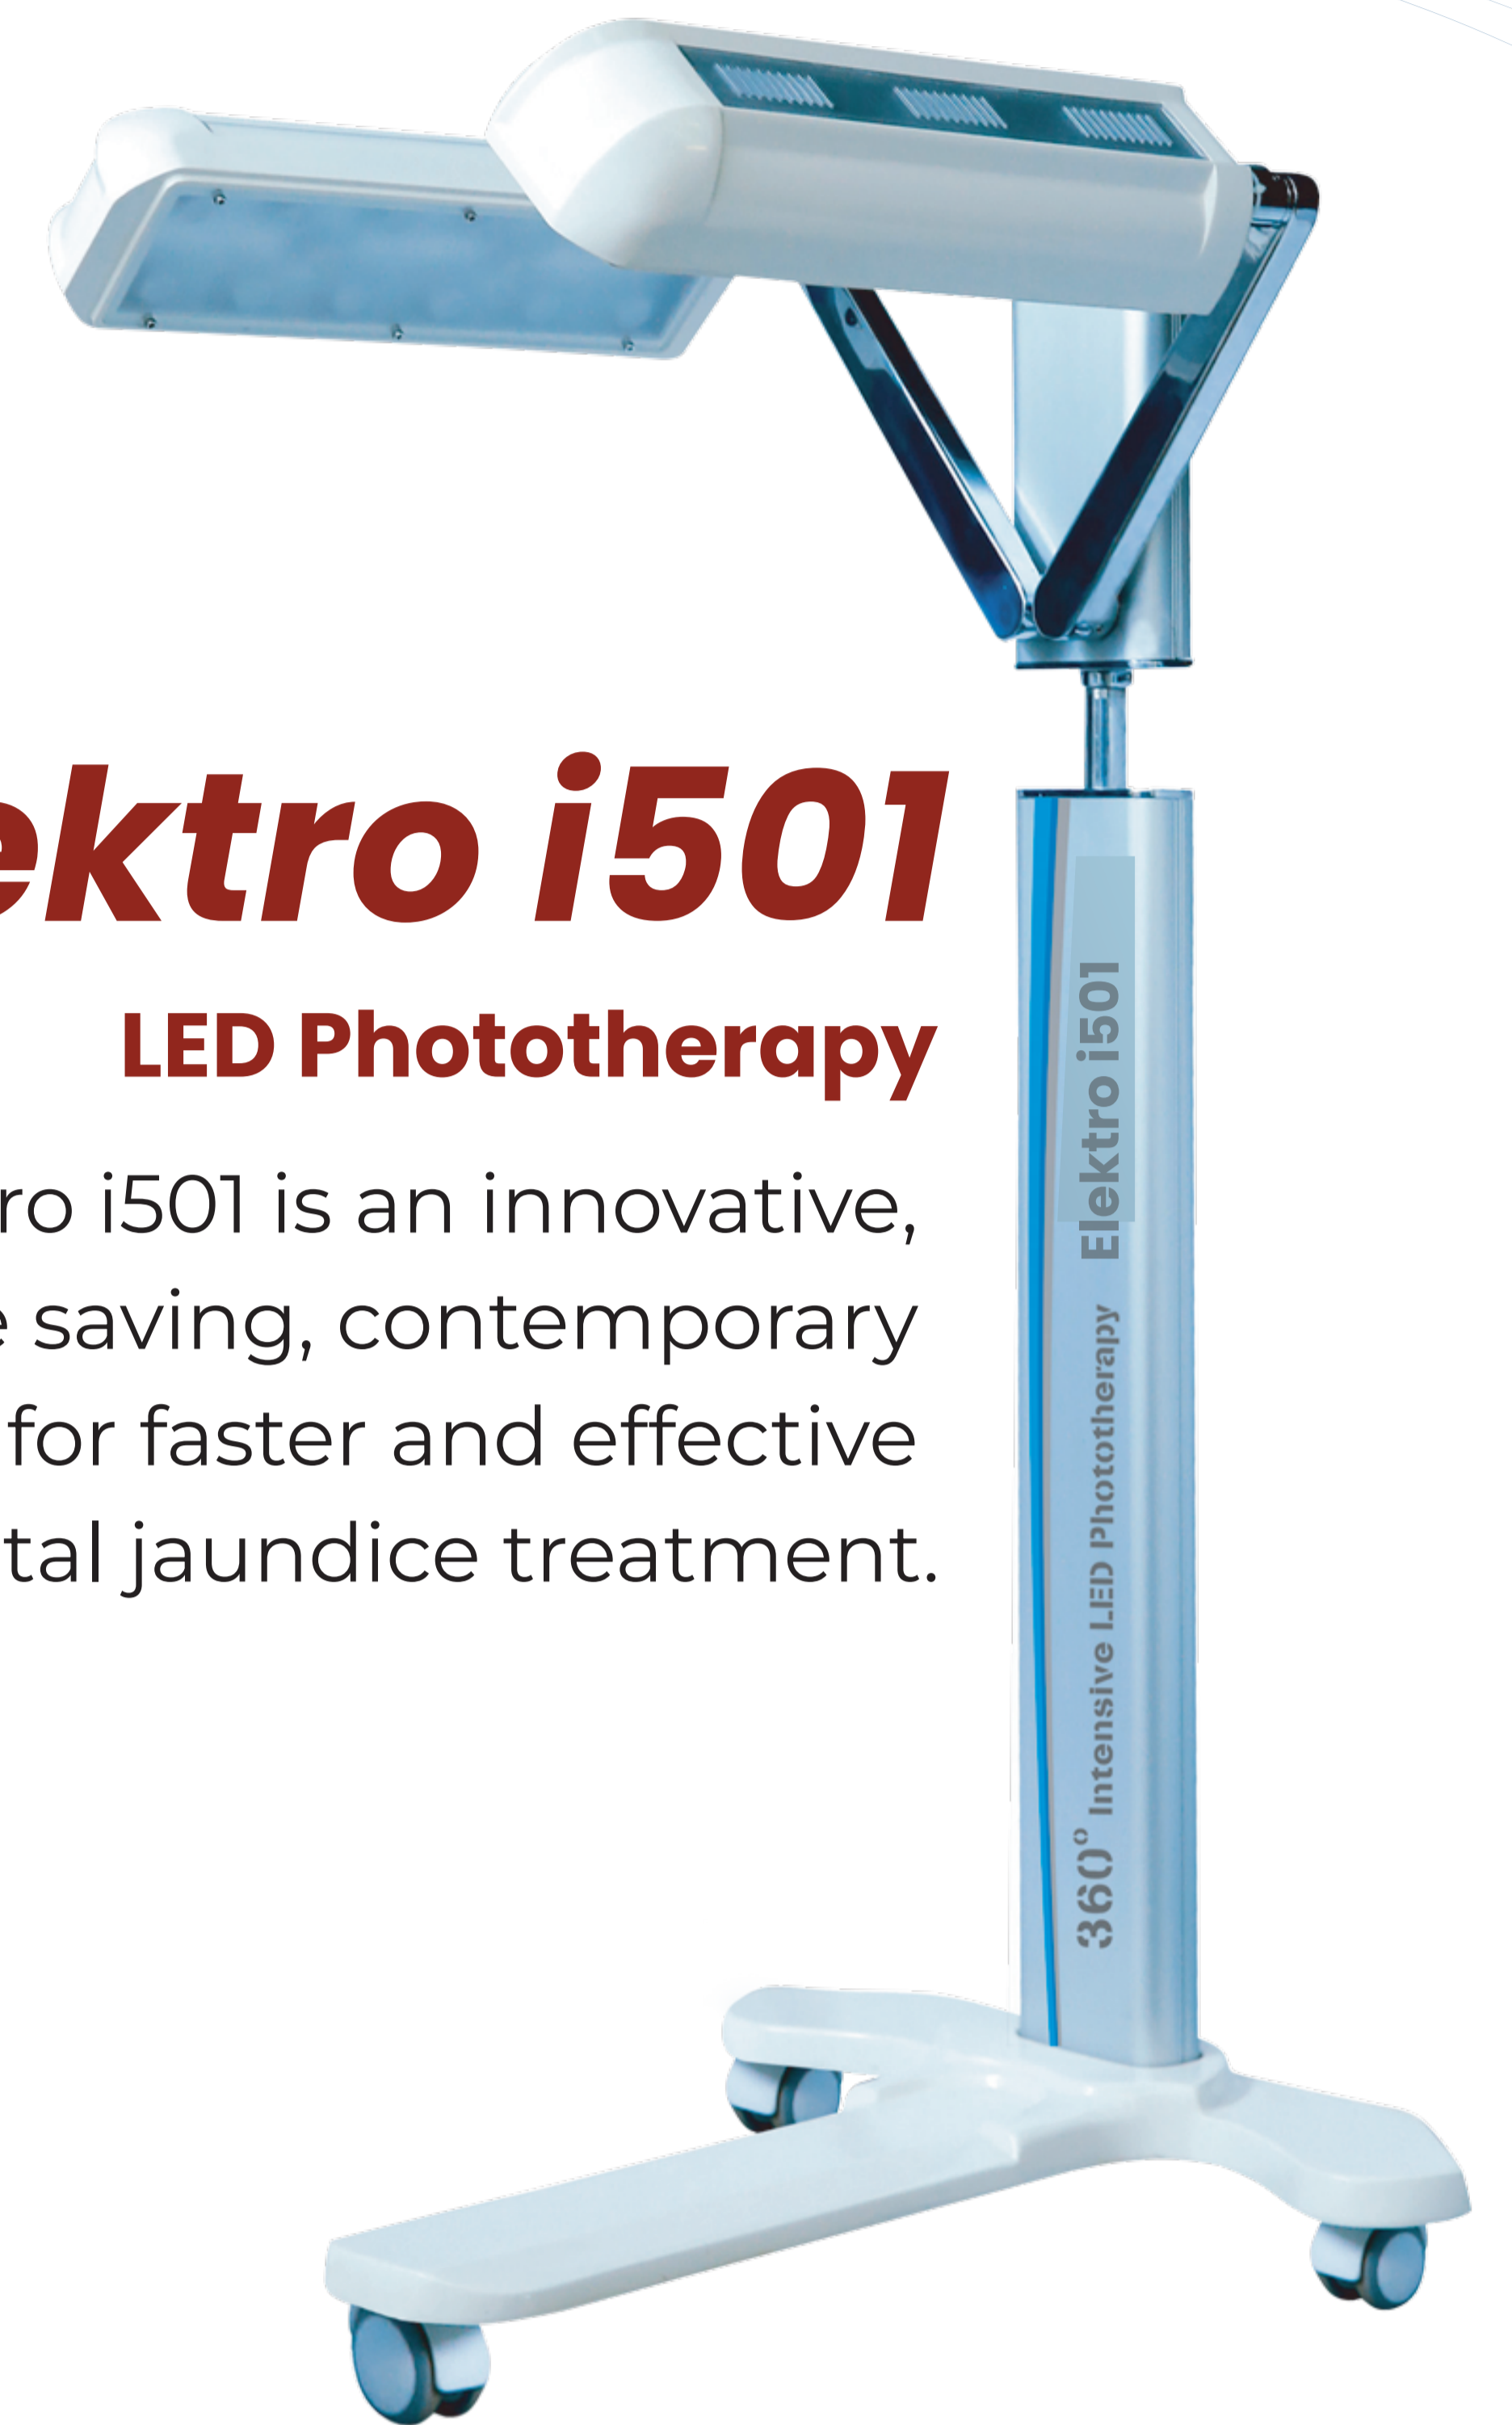 ektro i501
LED Phototherapy
ro i501 is an innovative,
e saving, contemporary
for faster and effective
tal jaundice treatment.
360° Intensive LED Phototherapy Elektro i501